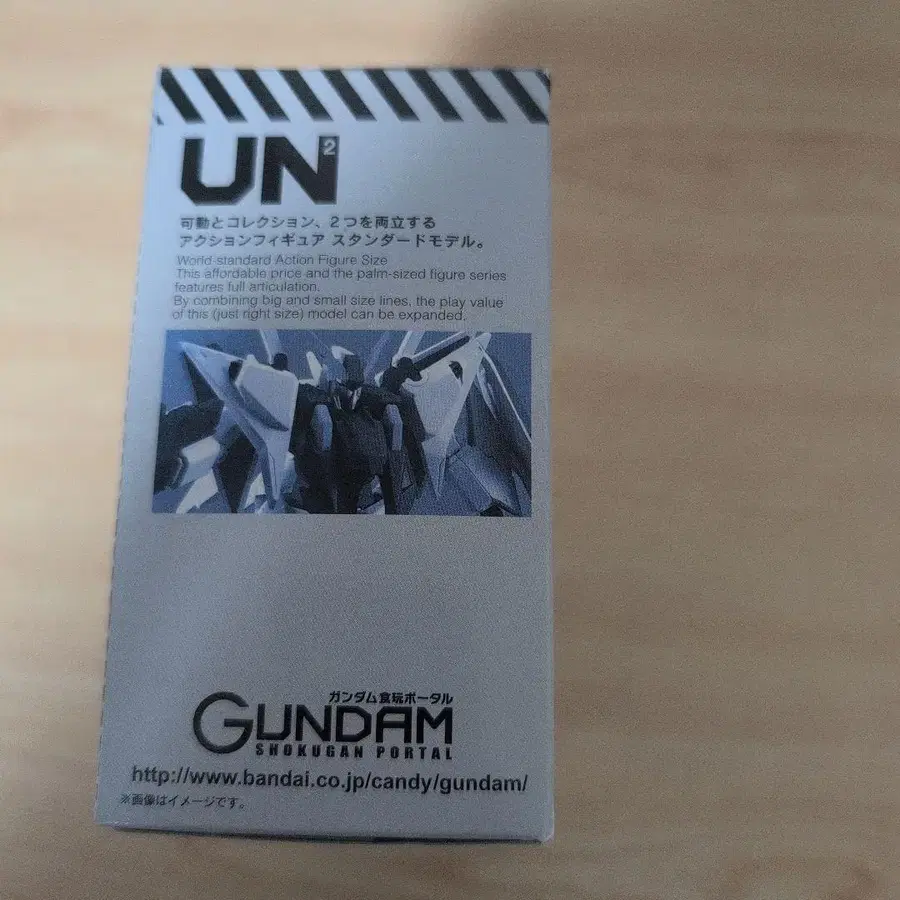 UN²
可動とコレクション、2つを両立する
アクションフィギュア スタンダードモデル。
World standard Action Figure Size
This affordable price and the palm-sized figure series
features full articulation.
By combining big and small size lines, the play value
of this (just right size) model can be expanded.
ガンダム食玩ポータル
GUNDAM
SHOKUGAN PORTAL
http://www.bandai.co.jp/candy/gundam/
※画像はイメージです。